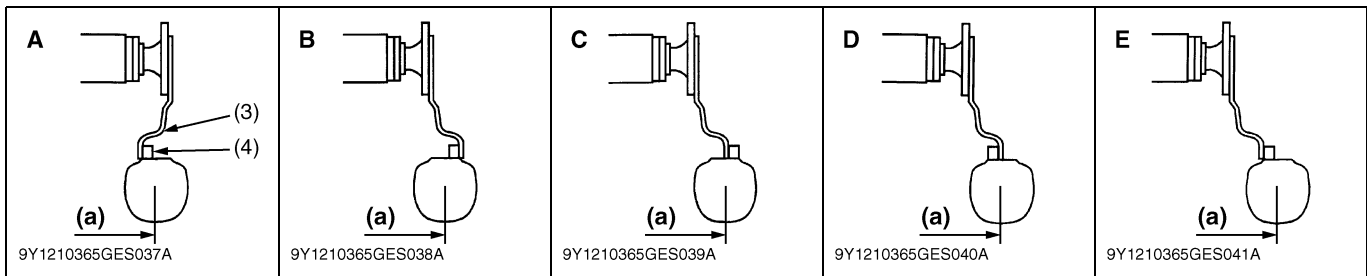 A
(3)
(4)
(a)
9Y1210365GES037A
B
(a)
9Y1210365GES038A
C
(a)
9Y1210365GES039A
D
(a)
9Y1210365GES040A
E
(a)
9Y1210365GES041A